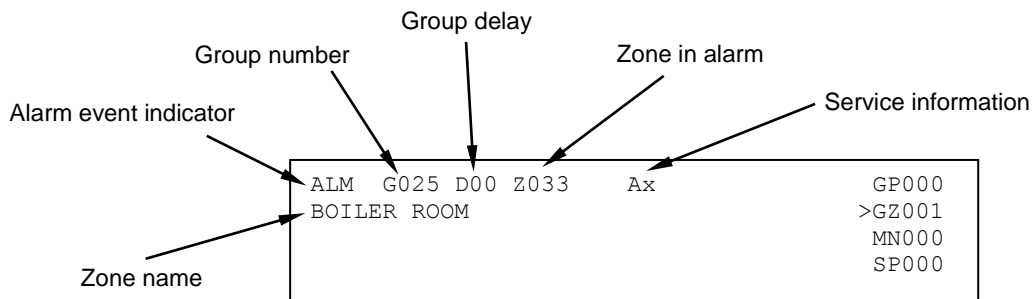 Group delay
Group number
Zone in alarm
Alarm event indicator
Service information
ALM G025 D00 Z033 Ax GP000
BOILER ROOM >GZ001
MN000
SP000
Zone name